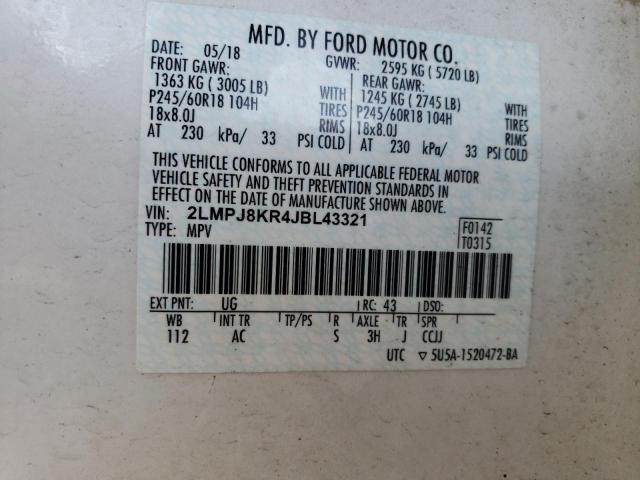 MFD. BY FORD MOTOR CO.
DATE: 05/18 GVWR: 2595 KG ( 5720 LB)
FRONT GAWR: REAR GAWR:
1363 KG ( 3005 LB) WITH 1245 KG ( 2745 LB) WITH
P245/60R18 104H TIRES P245/60R18 104H TIRES
18x8.0J RIMS 18x8.0J RIMS
AT 230 kPa/ 33 PSI COLD AT 230 kPa/ 33 PSI COLD
THIS VEHICLE CONFORMS TO ALL APPLICABLE FEDERAL MOTOR
VEHICLE SAFETY AND THEFT PREVENTION STANDARDS IN
EFFECT ON THE DATE OF MANUFACTURE SHOWN ABOVE.
VIN: 2LMPJ8KR4JBL43321 F0142
TYPE: MPV T0315
EXT PNT: UG RC: 43 DSO:
WB INT TR TP/PS R AXLE TR SPR
112 AC S 3H J CCJJ
UTC ▽ 5U5A-1520472-BA